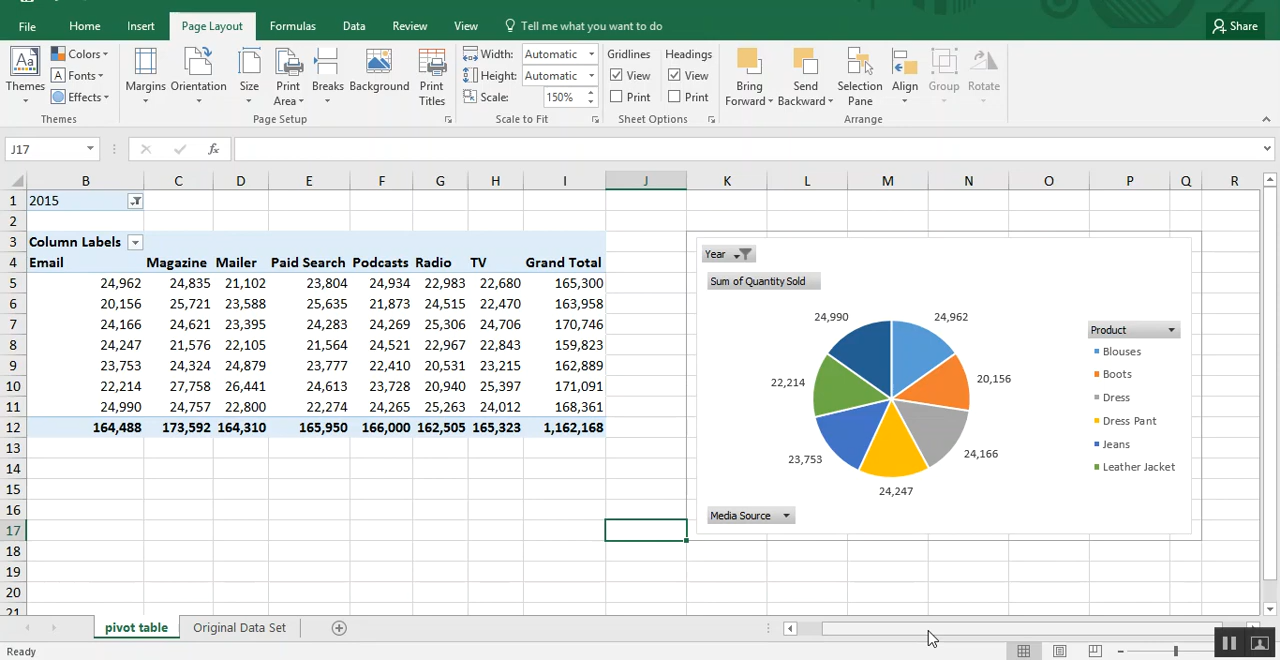 File Home Insert Page Layout Formulas Data Review View Tell me what you want to do Share
Colors Width: Automatic Gridlines Headings
Aa A Fonts Height: Automatic View View
Themes Effects Margins Orientation Size Print Area Breaks Background Print Titles Scale: 150% Print Print Bring Forward Send Backward Selection Pane Align Group Rotate
Themes Page Setup Scale to Fit Sheet Options Arrange
J17 fx
B C D E F G H I J K L M N O P Q R
1 2015
2
3 Column Labels
4 Email Magazine Mailer Paid Search Podcasts Radio TV Grand Total
5 24,962 24,835 21,102 23,804 24,934 22,983 22,680 165,300
6 20,156 25,721 23,588 25,635 21,873 24,515 22,470 163,958
7 24,166 24,621 23,395 24,283 24,269 25,306 24,706 170,746
8 24,247 21,576 22,105 21,564 24,521 22,967 22,843 159,823
9 23,753 24,324 24,879 23,777 22,410 20,531 23,215 162,889
10 22,214 27,758 26,441 24,613 23,728 20,940 25,397 171,091
11 24,990 24,757 22,800 22,274 24,265 25,263 24,012 168,361
12 164,488 173,592 164,310 165,950 166,000 162,505 165,323 1,162,168
13
14
15
16
17
18
19
20
21
Year
Sum of Quantity Sold
24,990 24,962
22,214 20,156
23,753 24,166
24,247
Media Source
Product
Blouses
Boots
Dress
Dress Pant
Jeans
Leather Jacket
pivot table Original Data Set
Ready